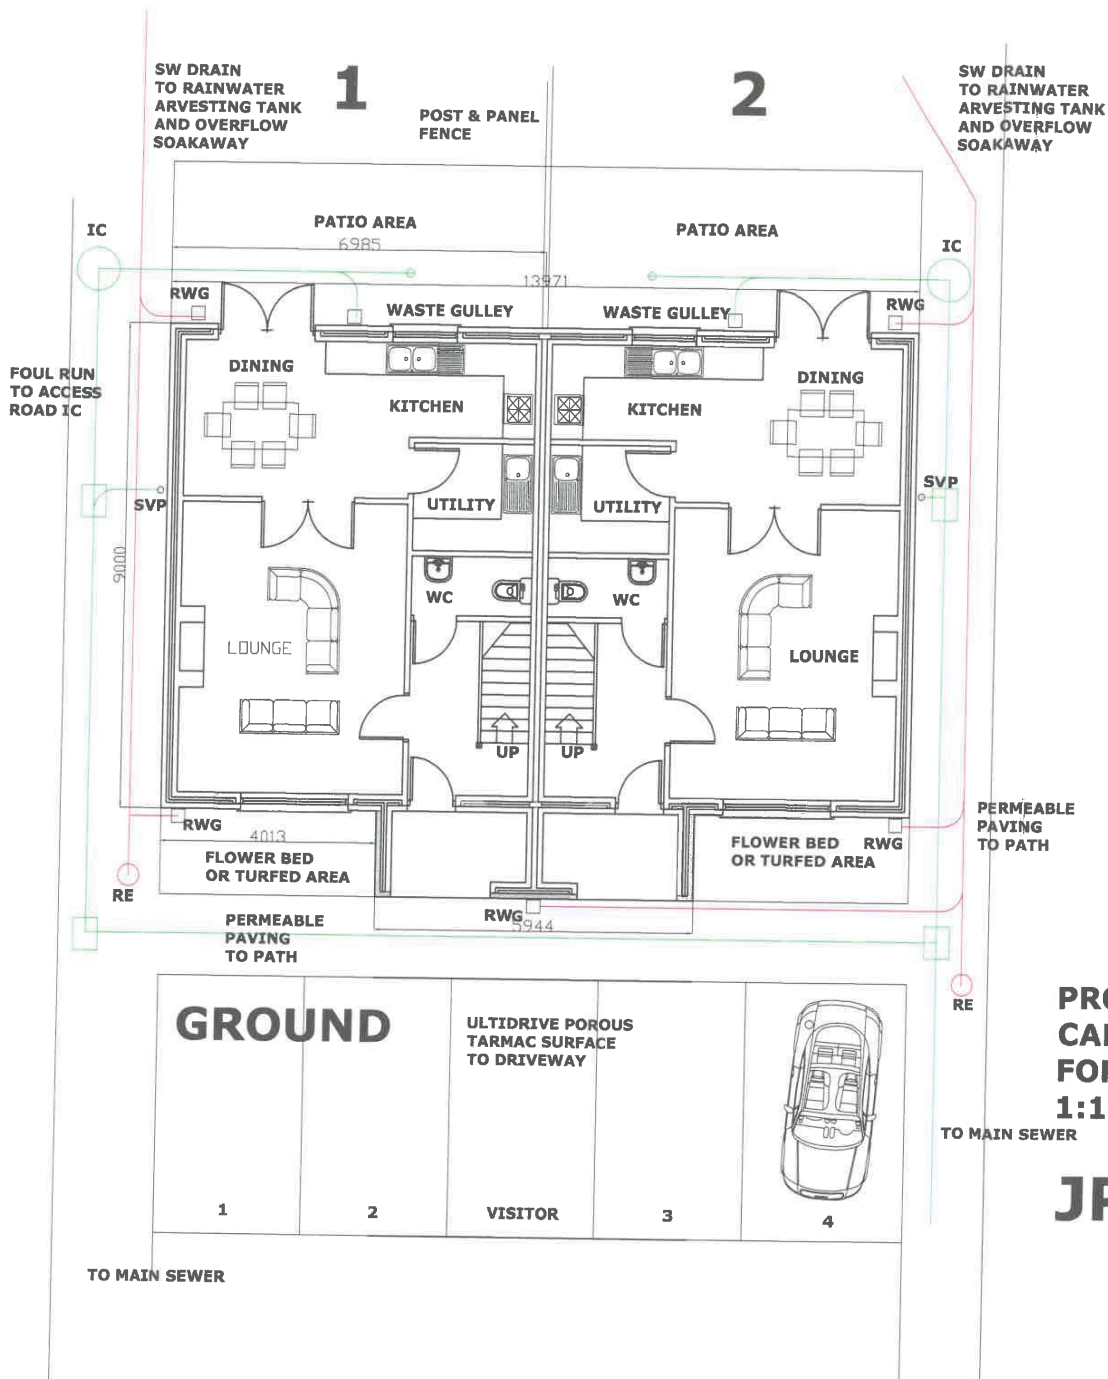 SW DRAIN
TO RAINWATER
ARVESTING TANK
AND OVERFLOW
SOAKAWAY
1
POST & PANEL
FENCE
2
SW DRAIN
TO RAINWATER
ARVESTING TANK
AND OVERFLOW
SOAKAWAY
IC
PATIO AREA
6985
PATIO AREA
IC
13971
RWG
WASTE GULLEY
WASTE GULLEY
RWG
FOUL RUN
TO ACCESS
ROAD IC
DINING
KITCHEN
KITCHEN
DINING
SVP
UTILITY
UTILITY
SVP
9000
WC
WC
LOUNGE
LOUNGE
UP
UP
RWG
4013
FLOWER BED
OR TURFED AREA
FLOWER BED
OR TURFED AREA
RWG
PERMEABLE
PAVING
TO PATH
RE
RWG
5944
PERMEABLE
PAVING
TO PATH
RE
GROUND
ULTIDRIVE POROUS
TARMAC SURFACE
TO DRIVEWAY
FO
1:1
TO MAIN SEWER
1
2
VISITOR
3
4
TO MAIN SEWER